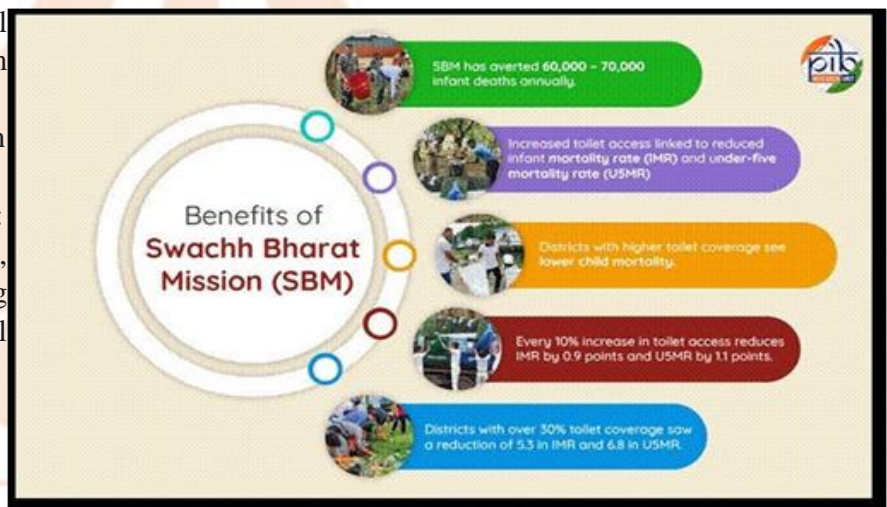 Benefits of
Swachh Bharat
Mission (SBM)
SBM has averted 60,000 – 70,000
infant deaths annually.
Increased toilet access linked to reduced
infant mortality rate (IMR) and under-five
mortality rate (U5MR)
Districts with higher toilet coverage see
lower child mortality.
Every 10% increase in toilet access reduces
IMR by 0.9 points and U5MR by 1.1 points.
Districts with over 30% toilet coverage saw
a reduction of 5.3 in IMR and 6.8 in U5MR.
pib